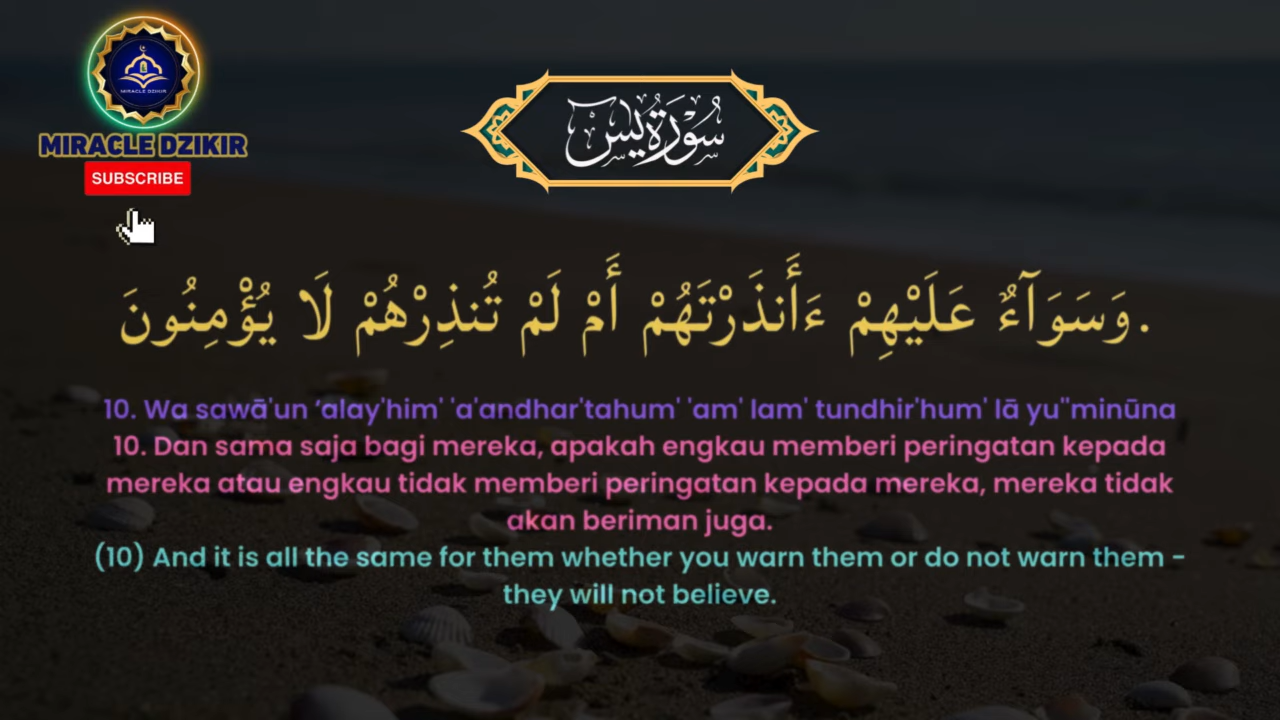 MIRACLE DZIKIR
MIRACLE DZIKIR
SUBSCRIBE
سُوْرَةُ يٰسٓ
وَسَوَآءٌ عَلَيْهِمْ ءَأَنذَرْتَهُمْ أَمْ لَمْ تُنذِرْهُمْ لَا يُؤْمِنُونَ.
10. Wa sawā'un ‘alay'him' 'a'andhar'tahum' 'am' lam' tundhir'hum' lā yu"minūna
10. Dan sama saja bagi mereka, apakah engkau memberi peringatan kepada
mereka atau engkau tidak memberi peringatan kepada mereka, mereka tidak
akan beriman juga.
(10) And it is all the same for them whether you warn them or do not warn them -
they will not believe.